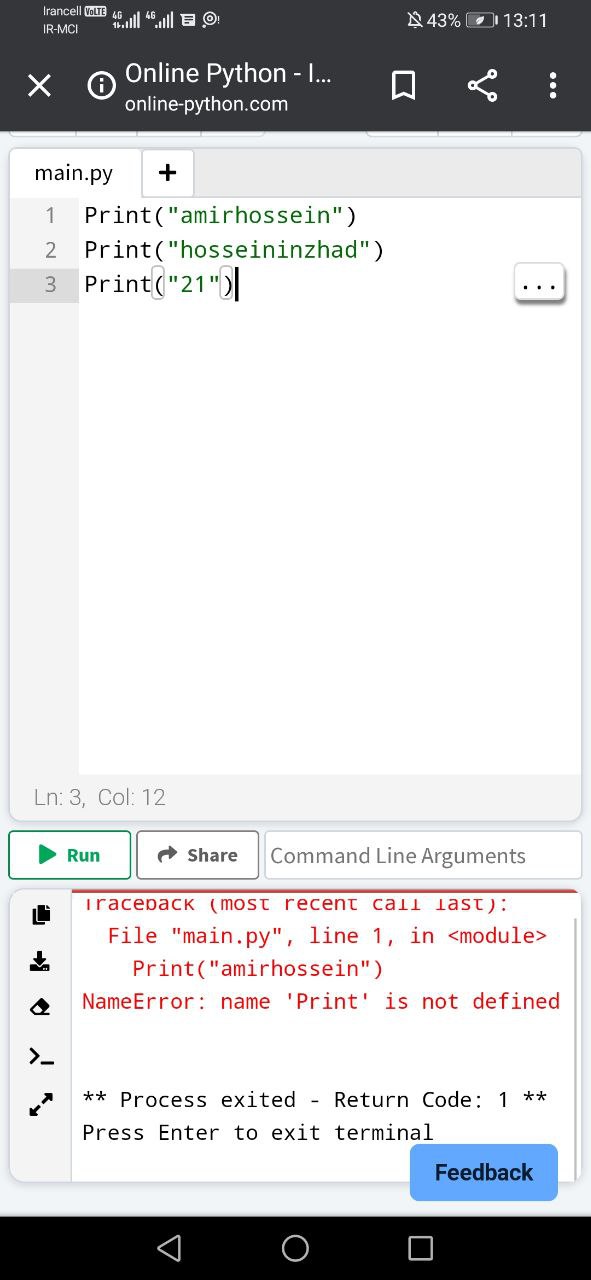 Irancell VoLTE 4G 4G 43% 13:11
IR-MCI
Online Python - I...
online-python.com
main.py +
1 Print("amirhossein")
2 Print("hosseininzhad")
3 Print("21")
...
Ln: 3, Col: 12
Run Share Command Line Arguments
Traceback (most recent call last):
File "main.py", line 1, in <module>
Print("amirhossein")
NameError: name 'Print' is not defined
** Process exited - Return Code: 1 **
Press Enter to exit terminal
Feedback